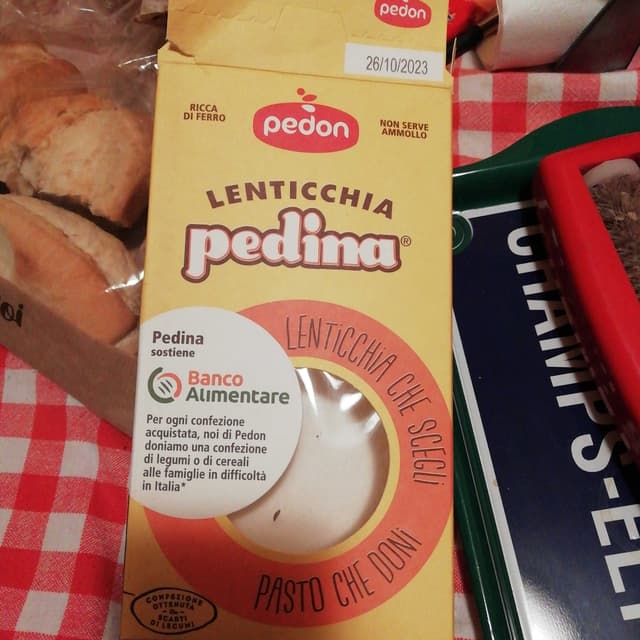 pedon
26/10/2023
RICCA
DI FERRO
pedon
NON SERVE
AMMOLLO
LENTICCHIA
pedina®
LENTICCHIA CHE SCEGLI
PASTO CHE DONI
Pedina
sostiene
Banco
Alimentare
Per ogni confezione
acquistata, noi di Pedon
doniamo una confezione
di legumi o di cereali
alle famiglie in difficoltà
in Italia*
CONFEZIONE
OTTENUTA
CON
SCARTI
DI LEGUMI
oi
CHAMPS-ELY